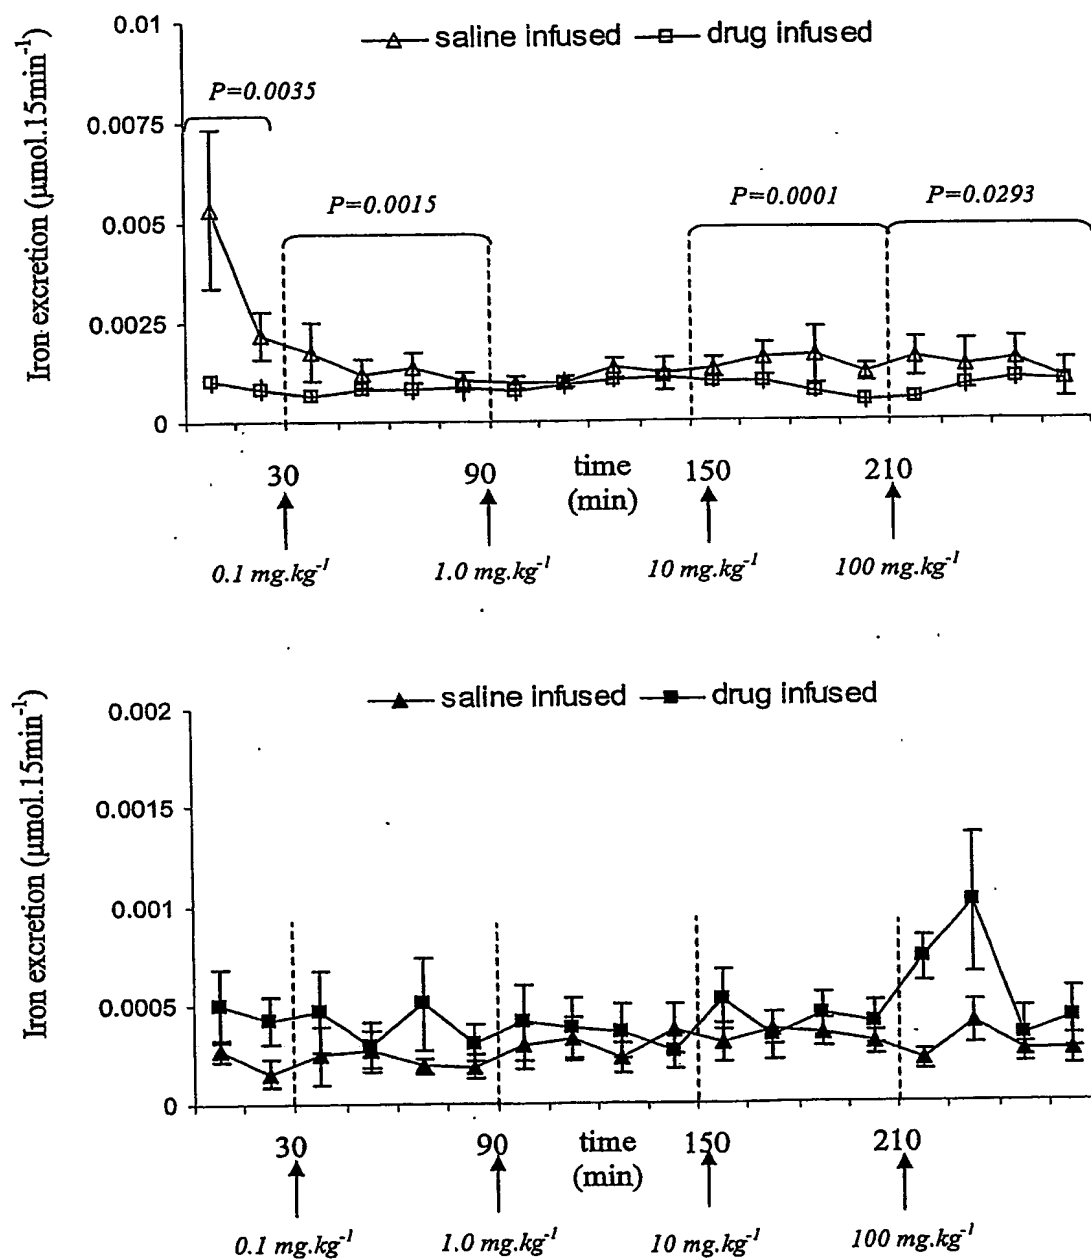 0.01
saline infused
drug infused
P=0.0035
0.0075
P=0.0015
P=0.0001
P=0.0293
0.005
0.0025
0
Iron excretion (µmol.15min⁻¹)
30
90
time
(min)
150
210
0.1 mg.kg⁻¹
1.0 mg.kg⁻¹
10 mg.kg⁻¹
100 mg.kg⁻¹
saline infused
drug infused
0.002
0.0015
0.001
0.0005
0
Iron excretion (µmol.15min⁻¹)
30
90
time
(min)
150
210
0.1 mg.kg⁻¹
1.0 mg.kg⁻¹
10 mg.kg⁻¹
100 mg.kg⁻¹